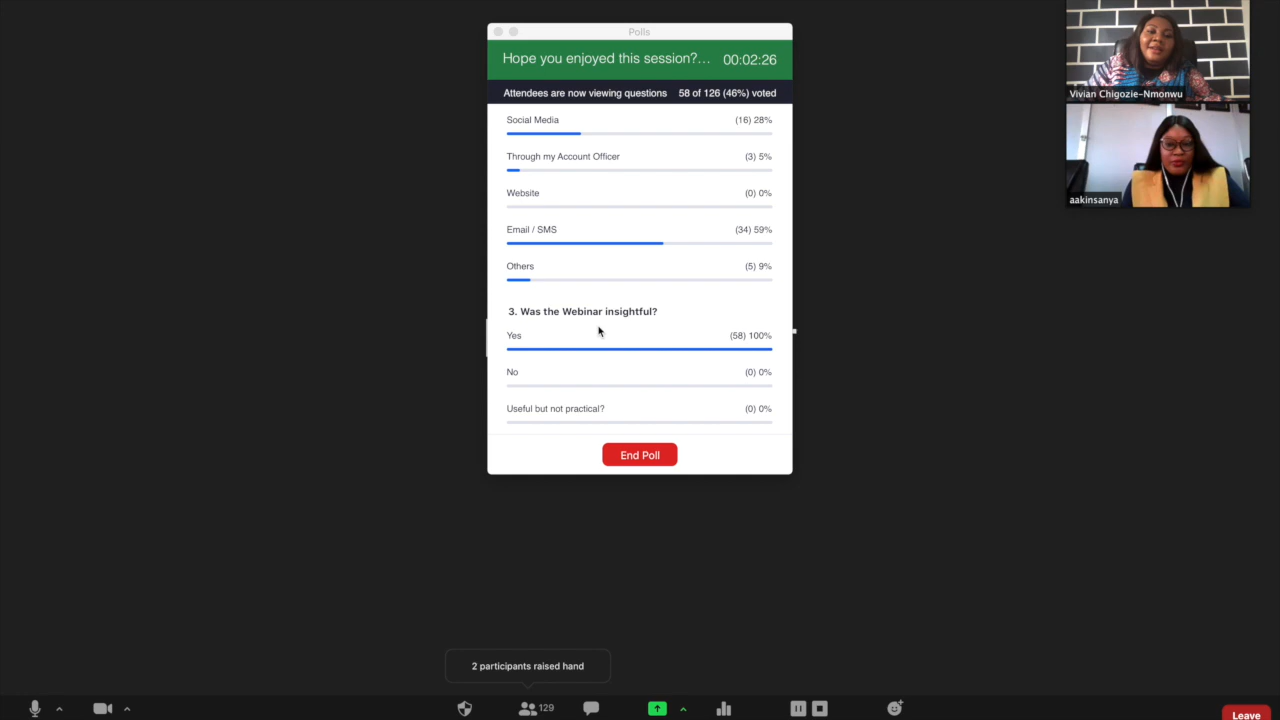 Polls
Hope you enjoyed this session?... 00:02:26
Attendees are now viewing questions 58 of 126 (46%) voted
Social Media (16) 28%
Through my Account Officer (3) 5%
Website (0) 0%
Email / SMS (34) 59%
Others (5) 9%
3. Was the Webinar insightful?
Yes (58) 100%
No (0) 0%
Useful but not practical? (0) 0%
End Poll
Vivian Chigozie-Nmonwu
aakinsanya
2 participants raised hand
129
Leave